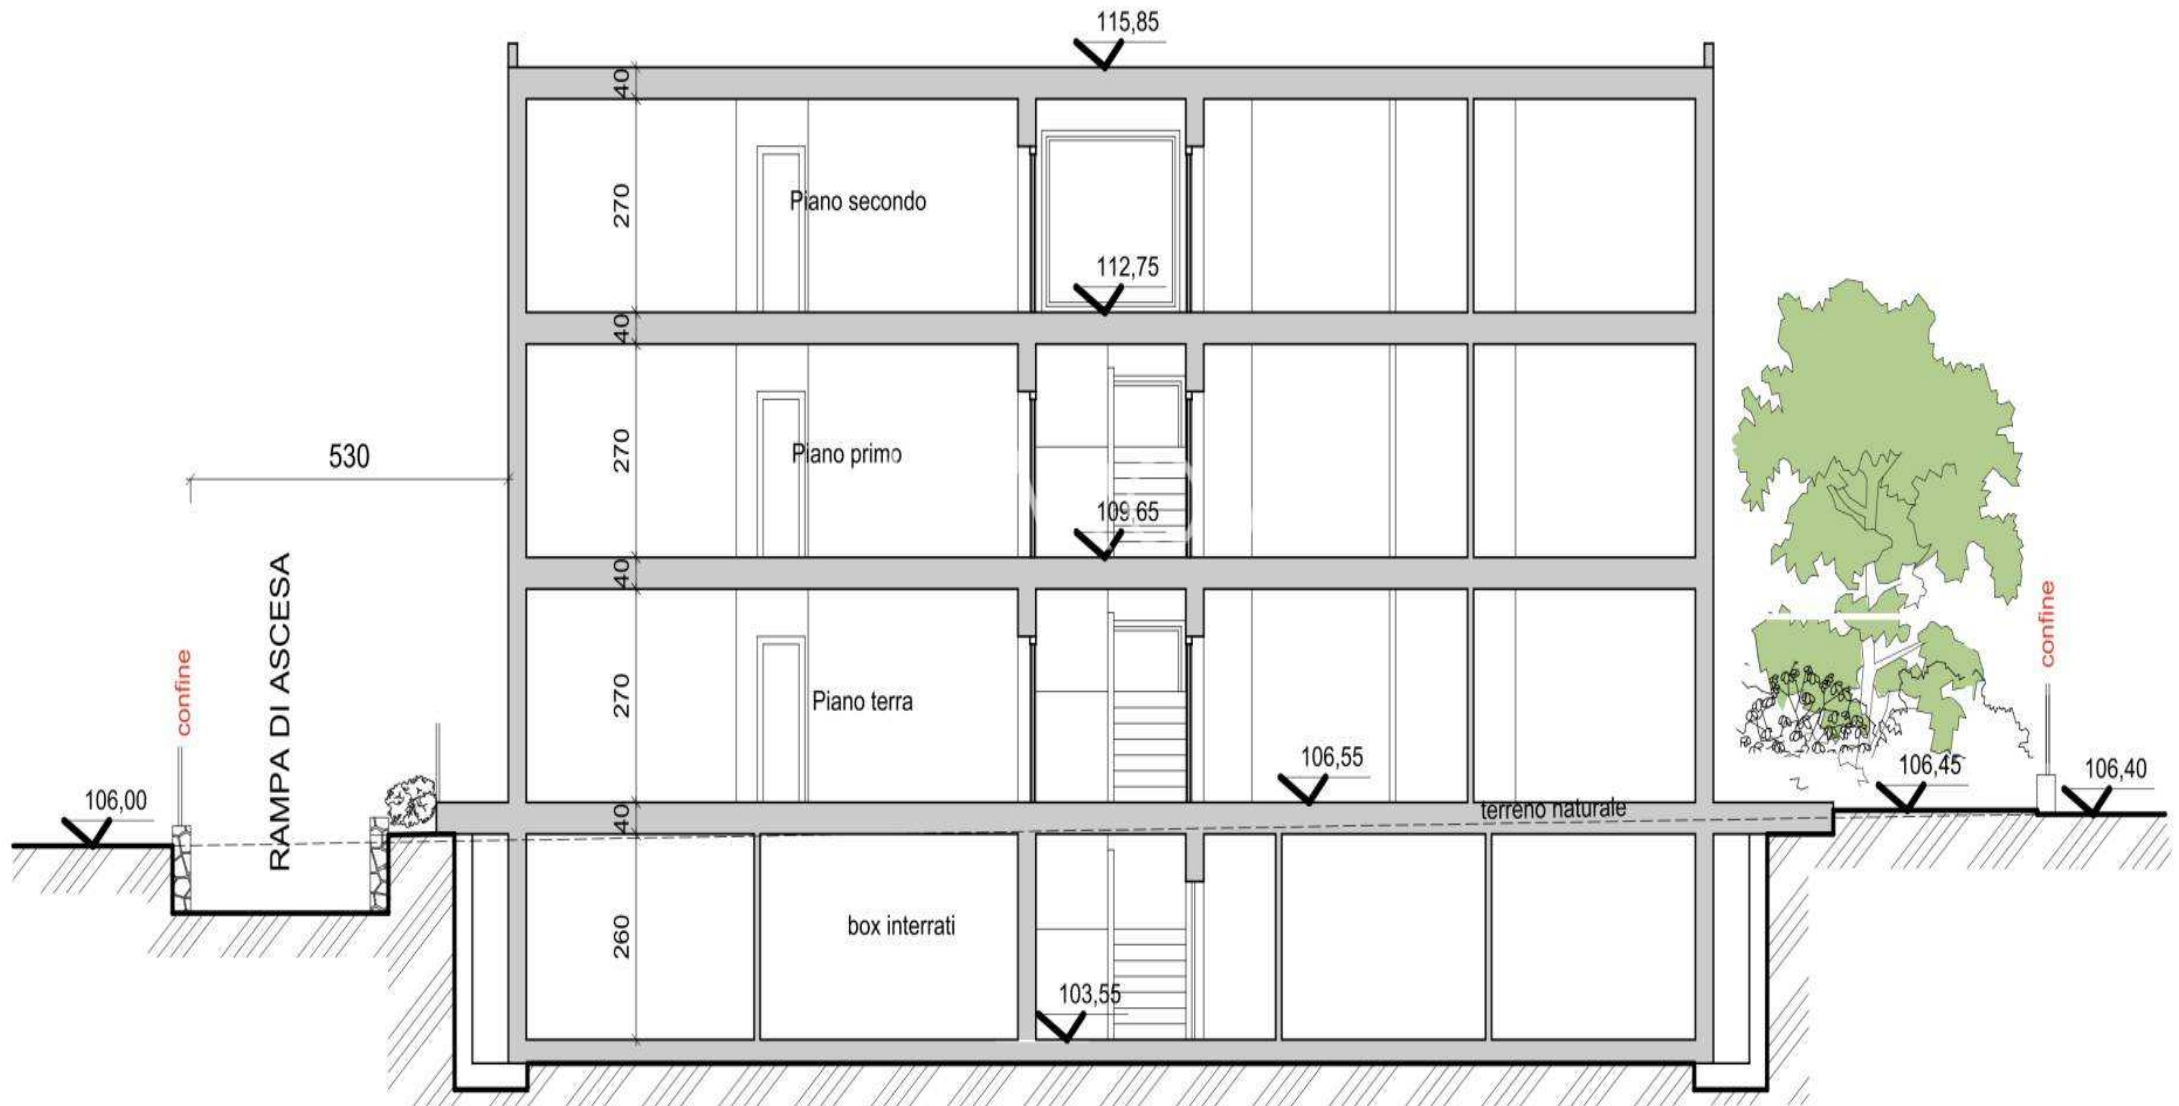 115,85
40
270
Piano secondo
112,75
40
270
Piano primo
530
109,65
40
RAMPA DI ASCESA
confine
confine
270
Piano terra
106,55
106,45
106,40
106,00
40
terreno naturale
260
box interrati
103,55